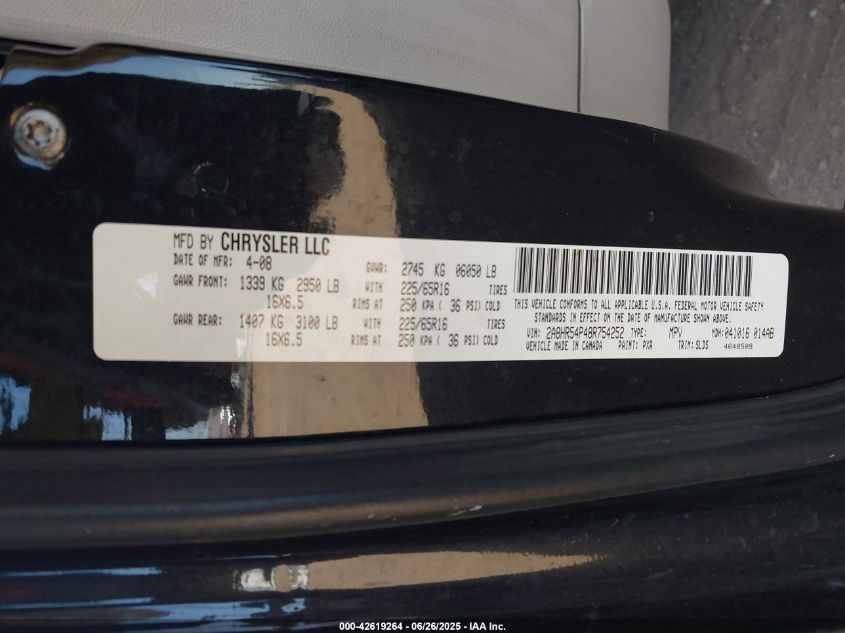 MFD BY CHRYSLER LLC
DATE OF MFR: 4-08 GVWR: 2745 KG 06050 LB
GAWR FRONT: 1339 KG 2950 LB WITH 225/65R16 TIRES
16X6.5 RIMS AT 250 KPA ( 36 PSI) COLD
GAWR REAR: 1407 KG 3100 LB WITH 225/65R16 TIRES
16X6.5 RIMS AT 250 KPA ( 36 PSI) COLD
THIS VEHICLE CONFORMS TO ALL APPLICABLE U.S.A. FEDERAL MOTOR VEHICLE SAFETY
STANDARDS IN EFFECT ON THE DATE OF MANUFACTURE SHOWN ABOVE.
VIN: 2A8HR54P48R754252 TYPE: MPV MDH: 041016 014AB
VEHICLE MADE IN CANADA PAINT: PXR TRIM: SLDS 4648509
000-42619264 / 06/26/2025 - IAA Inc.